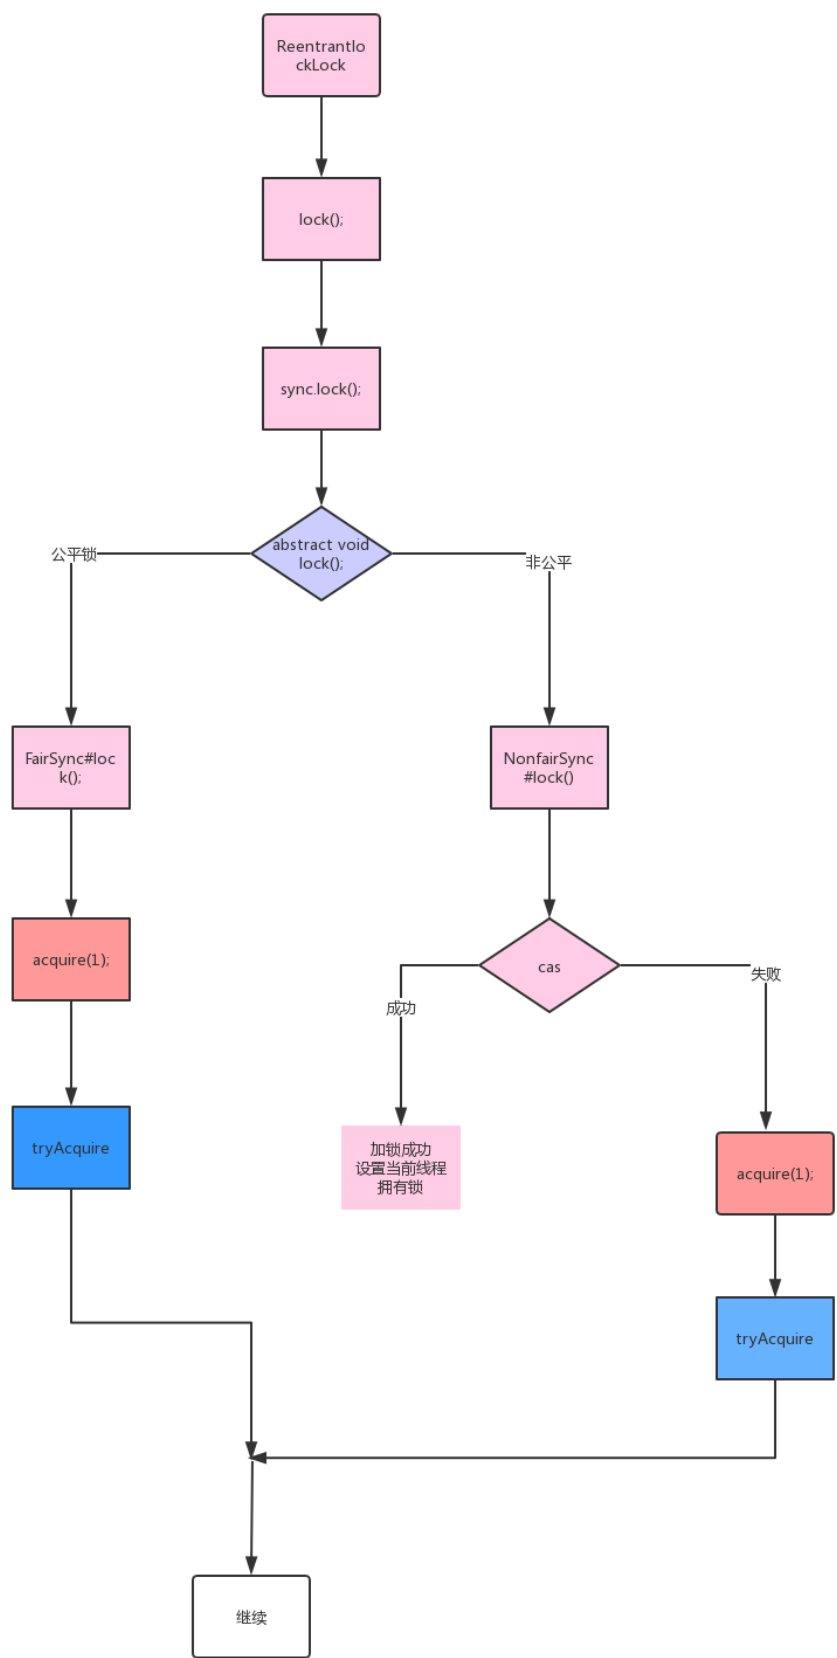 Reentrantlo
ckLock
lock();
sync.lock();
abstract void
lock();
公平锁
非公平
FairSync#loc
k();
NonfairSync
#lock()
acquire(1);
cas
成功
失败
tryAcquire
加锁成功
设置当前线程
拥有锁
acquire(1);
tryAcquire
继续